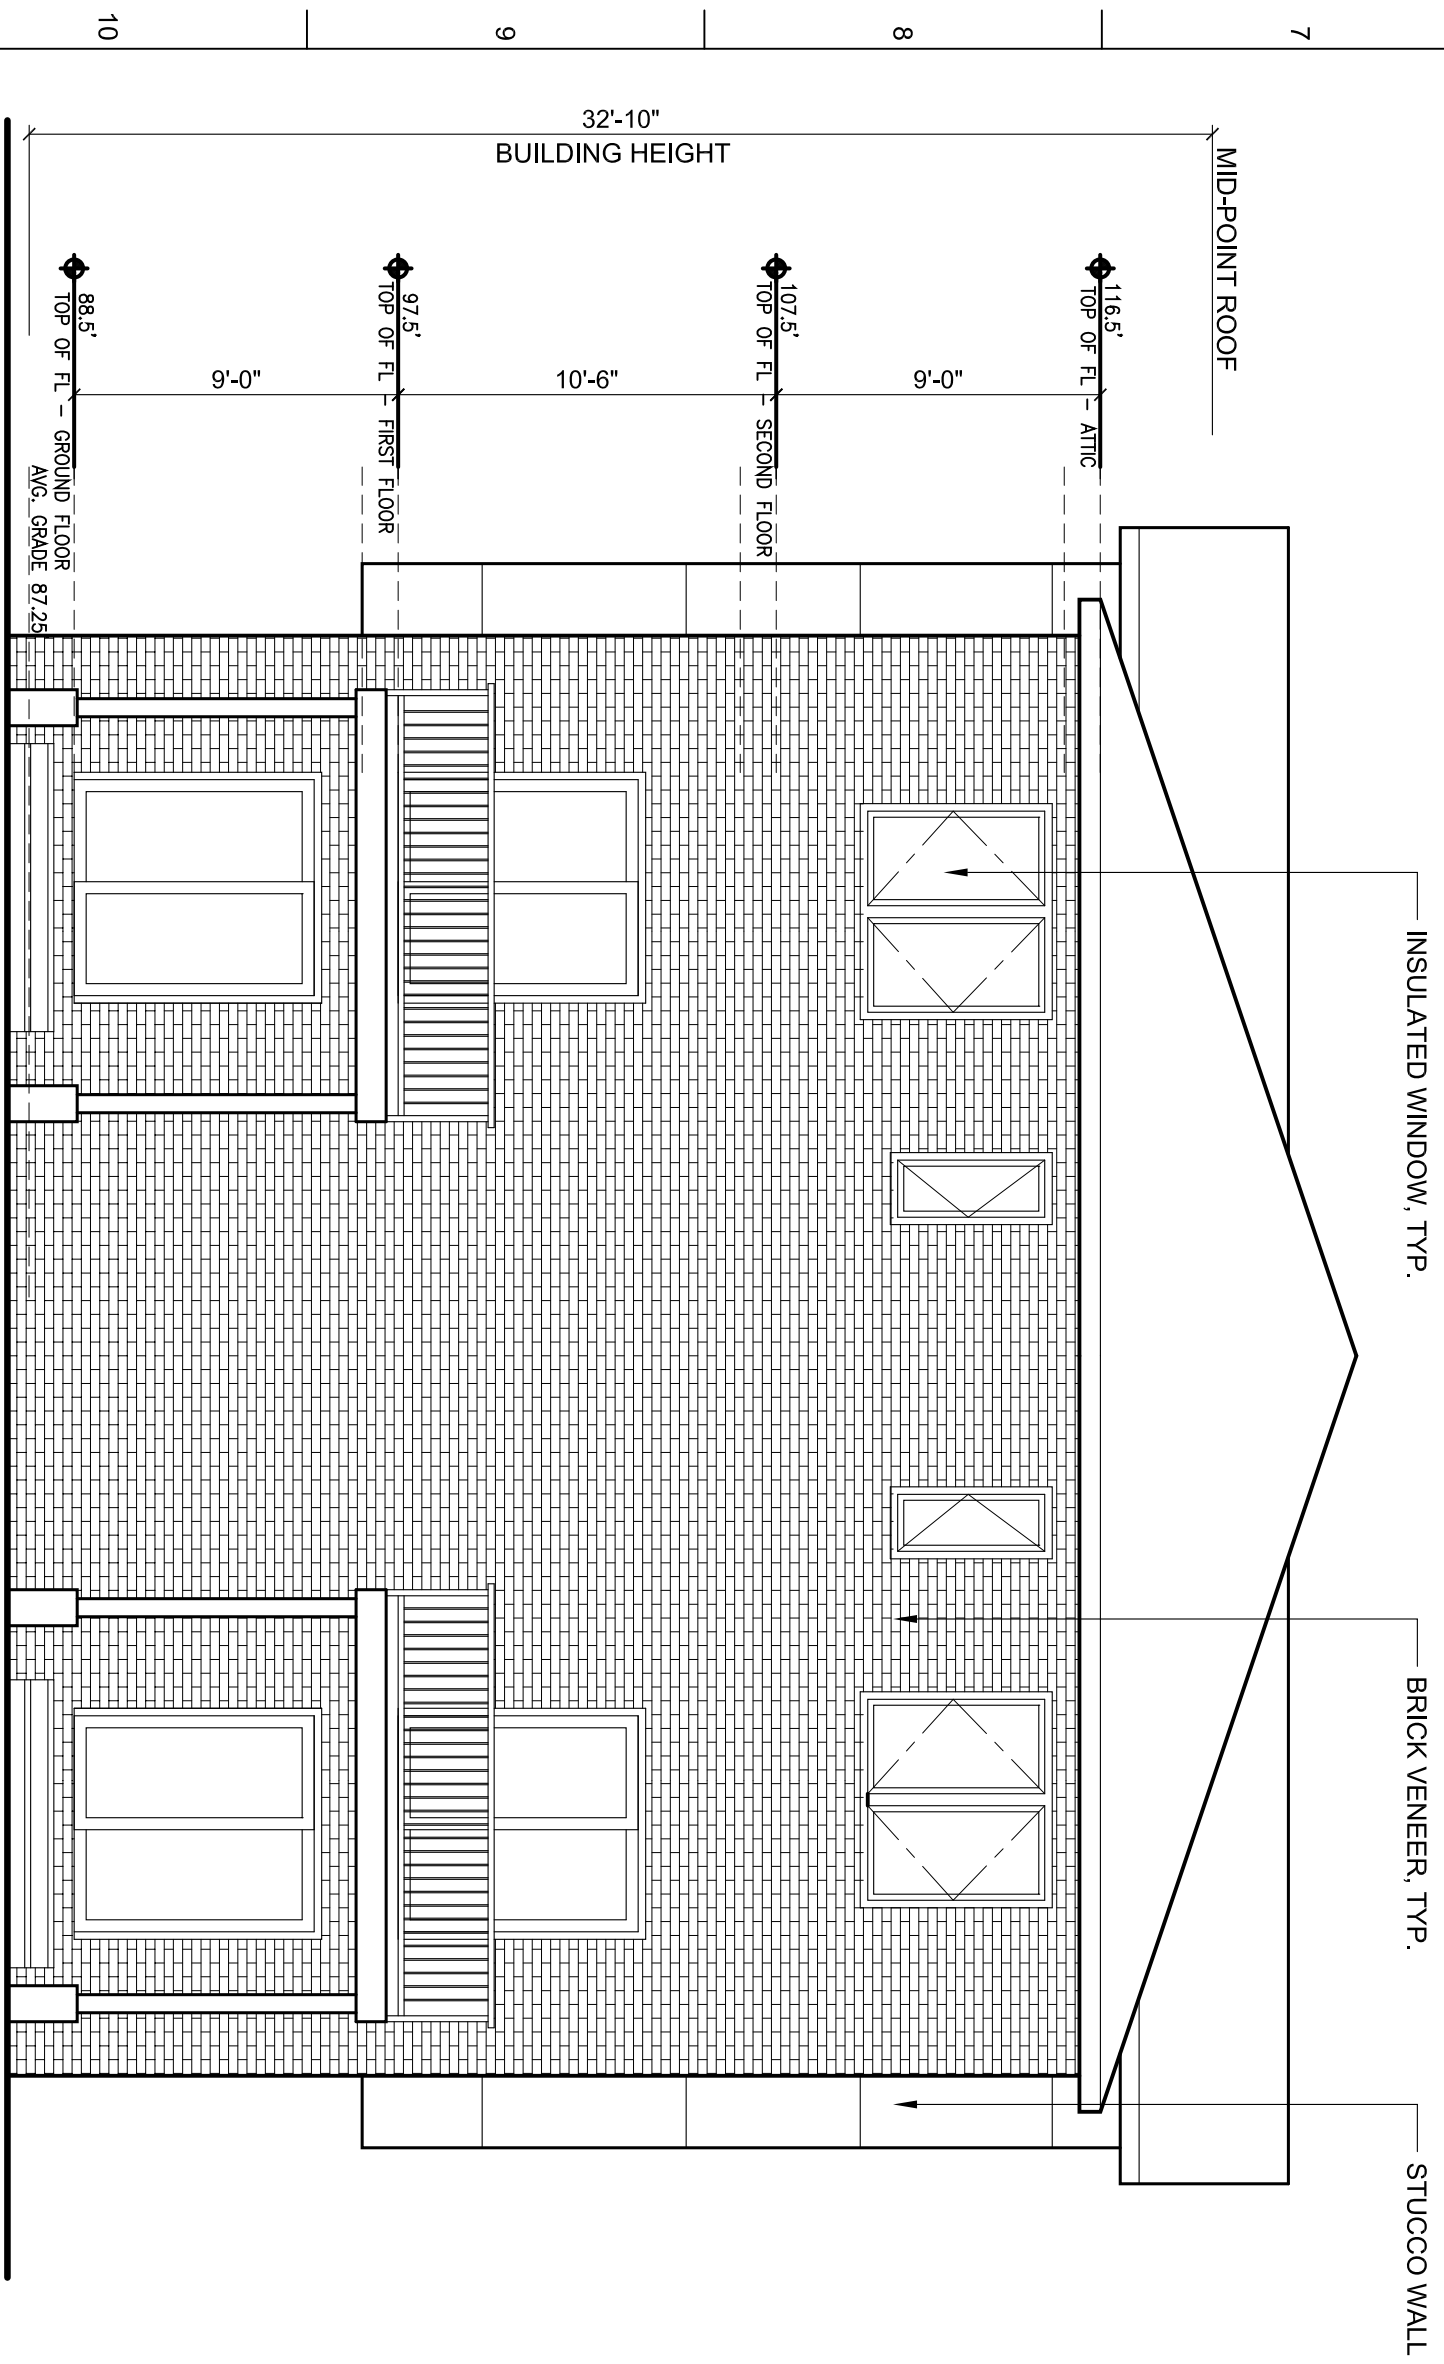 10
9
8
7
32'-10"
BUILDING HEIGHT
MID-POINT ROOF
116.5'
TOP OF FL - ATTIC
9'-0"
107.5'
TOP OF FL - SECOND FLOOR
10'-6"
97.5'
TOP OF FL - FIRST FLOOR
9'-0"
88.5'
TOP OF FL - GROUND FLOOR
AVG. GRADE 87.25
INSULATED WINDOW, TYP.
BRICK VENEER, TYP.
STUCCO WALL